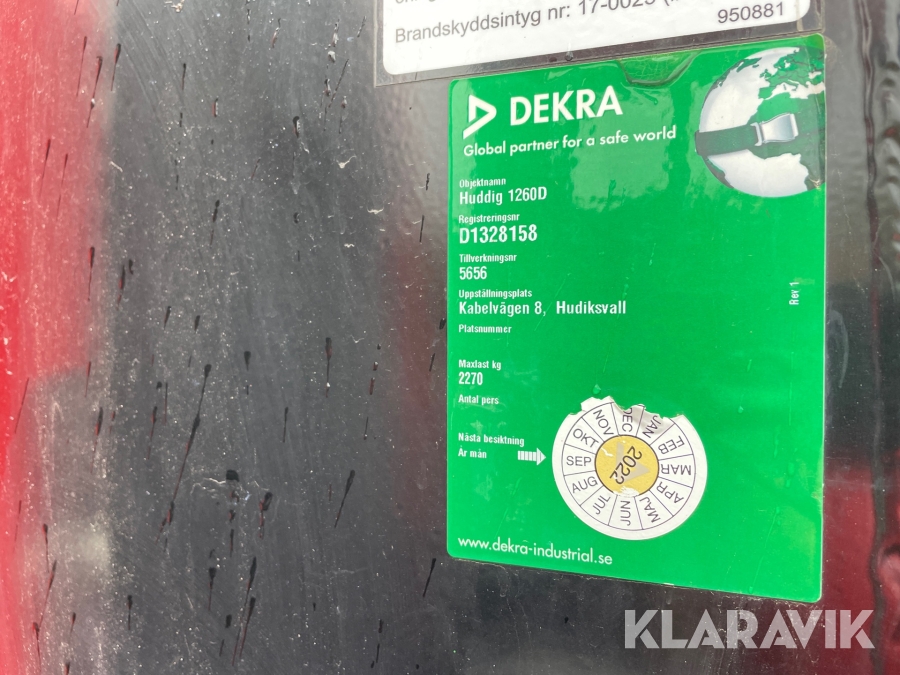 Brandskyddsintyg nr: 17-0025
950881
DEKRA
Global partner for a safe world
Objektnamn
Huddig 1260D
Registreringsnr
D1328158
Tillverkningsnr
5656
Uppställningsplats
Kabelvägen 8, Hudiksvall
Platsnummer
Rev 1
Maxlast kg
2270
Antal pers
Nästa besiktning
År mån
DEC
JAN
FEB
MAR
APR
MAJ
JUN
JUL
AUG
SEP
OKT
NOV
2022
www.dekra-industrial.se
KLARAVIK